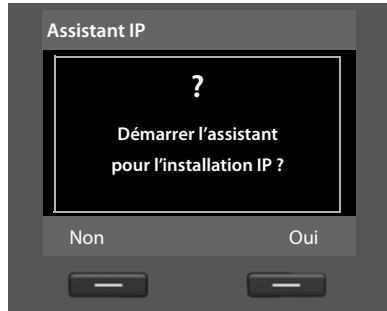 Assistant IP
?
Démarrer l’assistant
pour l’installation IP ?
Non Oui